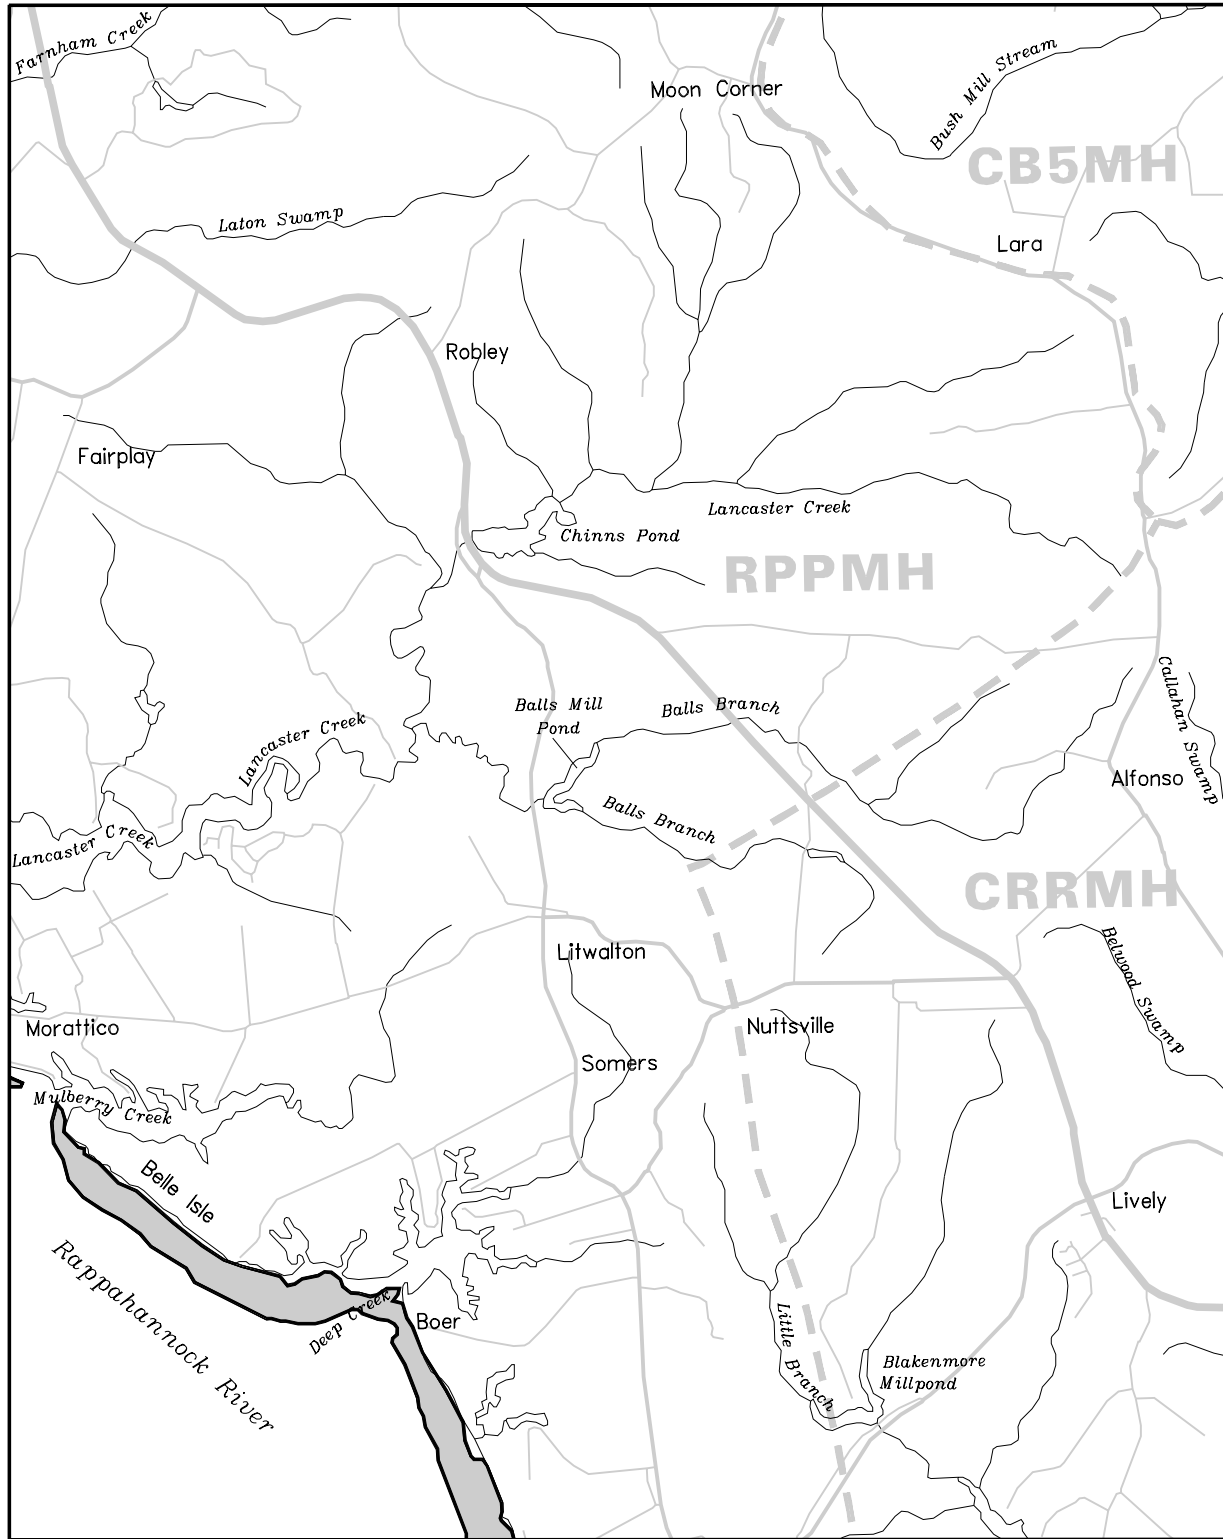 Farnham Creek
Moon Corner
Bush Mill Stream
CB5MH
Laton Swamp
Lara
Robley
Fairplay
Lancaster Creek
Chinns Pond
RPPMH
Callahan Swamp
Balls Mill
Pond
Balls Branch
Lancaster Creek
Alfonso
Balls Branch
Lancaster Creek
CRRMH
Belwood Swamp
Litwalton
Morattico
Nuttsville
Somers
Mulberry Creek
Belle Isle
Lively
Rappahannock River
Deep Creek
Boer
Little Branch
Blakenmore
Millpond